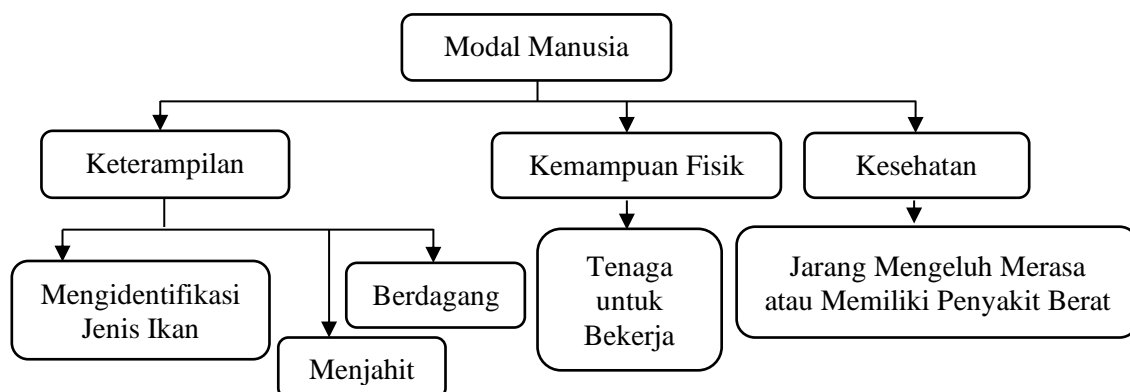 Modal Manusia
Keterampilan
Kemampuan Fisik
Kesehatan
Mengidentifikasi
Jenis Ikan
Menjahit
Berdagang
Tenaga
untuk
Bekerja
Jarang Mengeluh Merasa
atau Memiliki Penyakit Berat